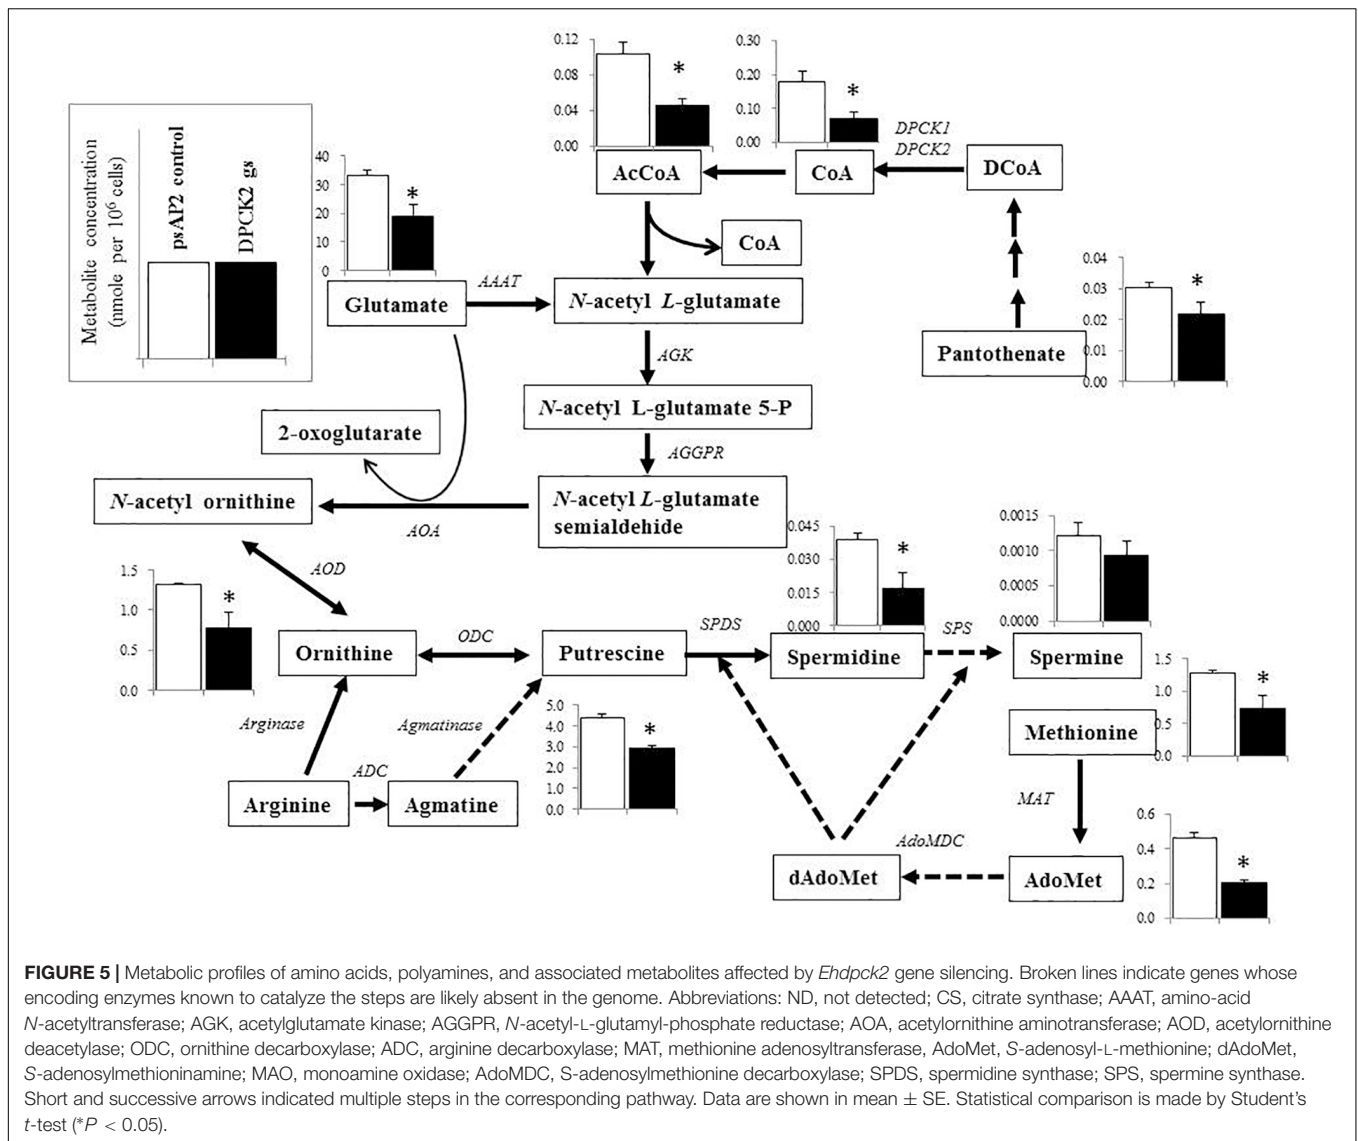 Metabolite concentration
(nmole per 10⁶ cells)
psAP2 control
DPCK2 gs
40
30
20
10
0
*
Glutamate
AAAT
0.12
0.08
0.04
0.00
*
AcCoA
0.30
0.20
0.10
0.00
*
CoA
DPCK1
DPCK2
DCoA
CoA
0.04
0.03
0.02
0.01
0.00
*
Pantothenate
N-acetyl L-glutamate
AGK
N-acetyl L-glutamate 5-P
AGGPR
2-oxoglutarate
N-acetyl L-glutamate
semialdehide
AOA
N-acetyl ornithine
AOD
1.5
1.0
0.5
0.0
*
Ornithine
ODC
Putrescine
SPDS
0.045
0.030
0.015
0.000
*
Spermidine
SPS
0.0015
0.0010
0.0005
0.0000
Spermine
Arginase
Agmatinase
5.0
4.0
3.0
2.0
1.0
0.0
*
Arginine
ADC
Agmatine
1.5
1.0
0.5
0.0
*
Methionine
MAT
0.6
0.4
0.2
0.0
*
AdoMet
AdoMDC
dAdoMet
FIGURE 5 | Metabolic profiles of amino acids, polyamines, and associated metabolites affected by Ehdpck2 gene silencing. Broken lines indicate genes whose
encoding enzymes known to catalyze the steps are likely absent in the genome. Abbreviations: ND, not detected; CS, citrate synthase; AAAT, amino-acid
N-acetyltransferase; AGK, acetylglutamate kinase; AGGPR, N-acetyl-L-glutamyl-phosphate reductase; AOA, acetylornithine aminotransferase; AOD, acetylornithine
deacetylase; ODC, ornithine decarboxylase; ADC, arginine decarboxylase; MAT, methionine adenosyltransferase, AdoMet, S-adenosyl-L-methionine; dAdoMet,
S-adenosylmethioninamine; MAO, monoamine oxidase; AdoMDC, S-adenosylmethionine decarboxylase; SPDS, spermidine synthase; SPS, spermine synthase.
Short and successive arrows indicated multiple steps in the corresponding pathway. Data are shown in mean ± SE. Statistical comparison is made by Student's
t-test (*P < 0.05).